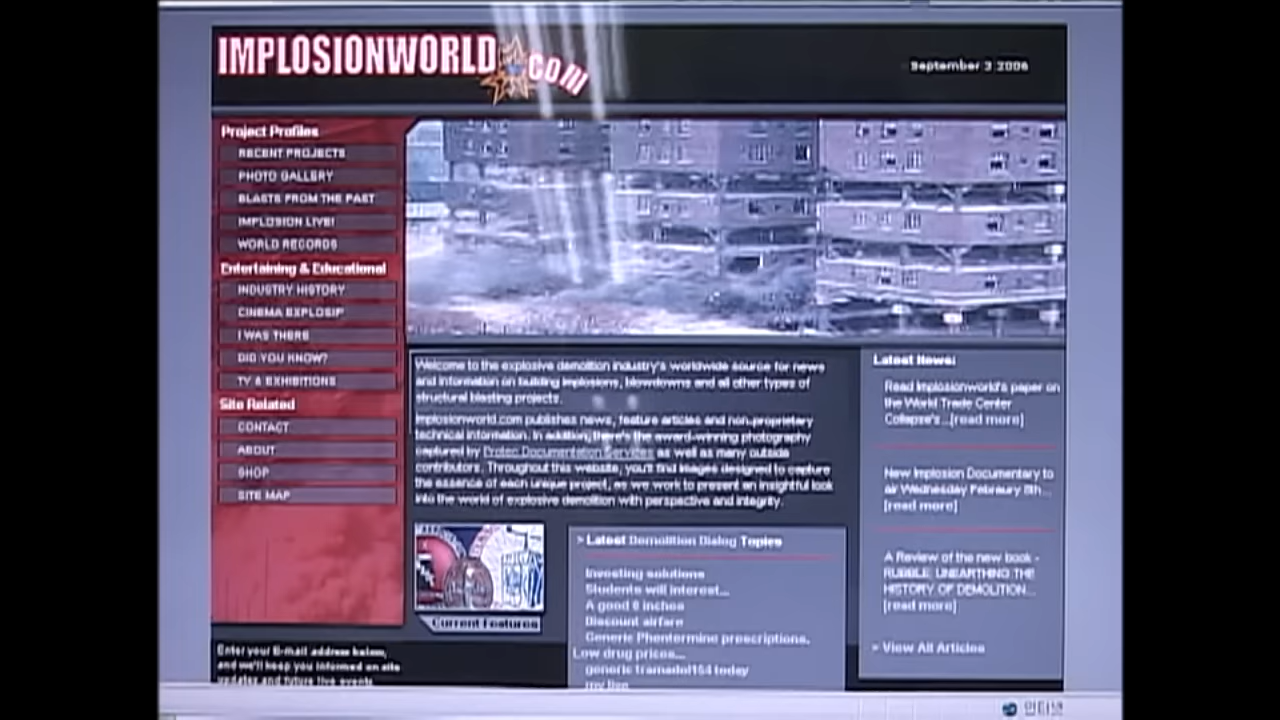 IMPLOSIONWORLD.COM
September 3 2006
Project Profiles
RECENT PROJECTS
PHOTO GALLERY
BLASTS FROM THE PAST
IMPLOSION LIVE!
WORLD RECORDS
Entertaining & Educational
INDUSTRY HISTORY
CINEMA EXPLOSIF
I WAS THERE
DID YOU KNOW?
TV & EXHIBITIONS
Site Related
CONTACT
ABOUT
SHOP
SITE MAP
Enter your E-mail address below,
and we'll keep you informed on site
updates and future live events
Welcome to the explosive demolition industry's worldwide source for news
and information on building implosions, blowdowns and all other types of
structural blasting projects.
Implosionworld.com publishes news, feature articles and non-proprietary
technical information. In addition, there's the award-winning photography
captured by Protec Documentation Services as well as many outside
contributors. Throughout this website, you'll find images designed to capture
the essence of each unique project, as we work to present an insightful look
into the world of explosive demolition with perspective and integrity.
Current Features
> Latest Demolition Dialog Topics
Investing solutions
Students will interest...
A good 6 inches
Discount airfare
Generic Phentermine prescriptions.
Low drug prices...
generic tramadol154 today
my live
Latest News:
Read Implosionworld's paper on
the World Trade Center
Collapse's...[read more]
New Implosion Documentary to
air Wednesday February 8th...
[read more]
A Review of the new book -
RUBBLE: UNEARTHING THE
HISTORY OF DEMOLITION...
[read more]
> View All Articles
인터넷